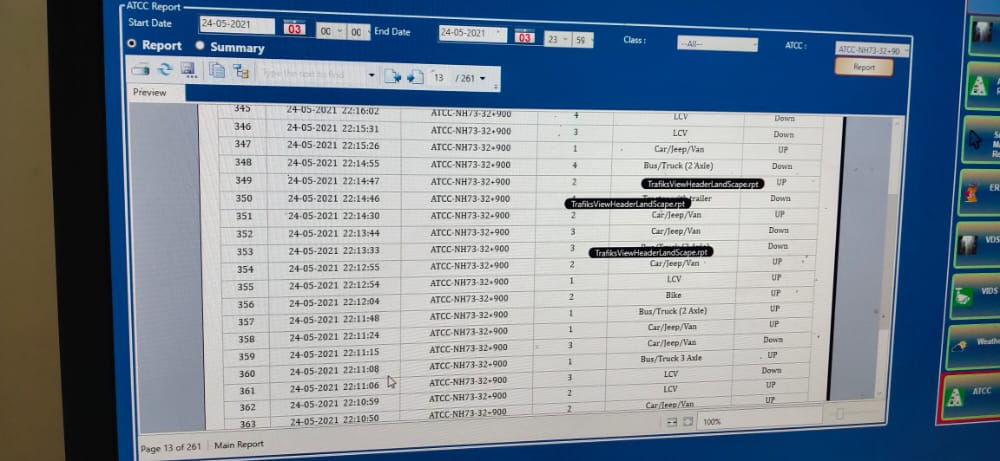 ATCC Report
Start Date 24-05-2021 03 00 00 End Date 24-05-2021 03 23 59 Class : --All-- ATCC : ATCC-NH73-32+90
Report Summary Report
Type the text to find 13 / 261
Preview
345 24-05-2021 22:16:02 ATCC-NH73-32+900 4 LCV Down
346 24-05-2021 22:15:31 ATCC-NH73-32+900 3 LCV Down
347 24-05-2021 22:15:26 ATCC-NH73-32+900 1 Car/Jeep/Van UP
348 24-05-2021 22:14:55 ATCC-NH73-32+900 4 Bus/Truck (2 Axle) Down
349 24-05-2021 22:14:47 ATCC-NH73-32+900 2 TrafiksViewHeaderLandScape.rpt UP
350 24-05-2021 22:14:46 ATCC-NH73-32+900 TrafiksViewHeaderLandScape.rpt trailer Down
351 24-05-2021 22:14:30 ATCC-NH73-32+900 2 Car/Jeep/Van UP
352 24-05-2021 22:13:44 ATCC-NH73-32+900 3 Car/Jeep/Van Down
353 24-05-2021 22:13:33 ATCC-NH73-32+900 3 TrafiksViewHeaderLandScape.rpt Down
354 24-05-2021 22:12:55 ATCC-NH73-32+900 2 Car/Jeep/Van UP
355 24-05-2021 22:12:54 ATCC-NH73-32+900 1 LCV UP
356 24-05-2021 22:12:04 ATCC-NH73-32+900 2 Bike UP
357 24-05-2021 22:11:48 ATCC-NH73-32+900 1 Bus/Truck (2 Axle) UP
358 24-05-2021 22:11:24 ATCC-NH73-32+900 1 Car/Jeep/Van UP
359 24-05-2021 22:11:15 ATCC-NH73-32+900 3 Car/Jeep/Van Down
360 24-05-2021 22:11:08 ATCC-NH73-32+900 1 Bus/Truck 3 Axle UP
361 24-05-2021 22:11:06 ATCC-NH73-32+900 3 LCV Down
362 24-05-2021 22:10:59 ATCC-NH73-32+900 2 LCV UP
363 24-05-2021 22:10:50 ATCC-NH73-32+900 2 Car/Jeep/Van UP
Page 13 of 261 Main Report 100%
ER
VDS
VIDS
Weathe
ATCC